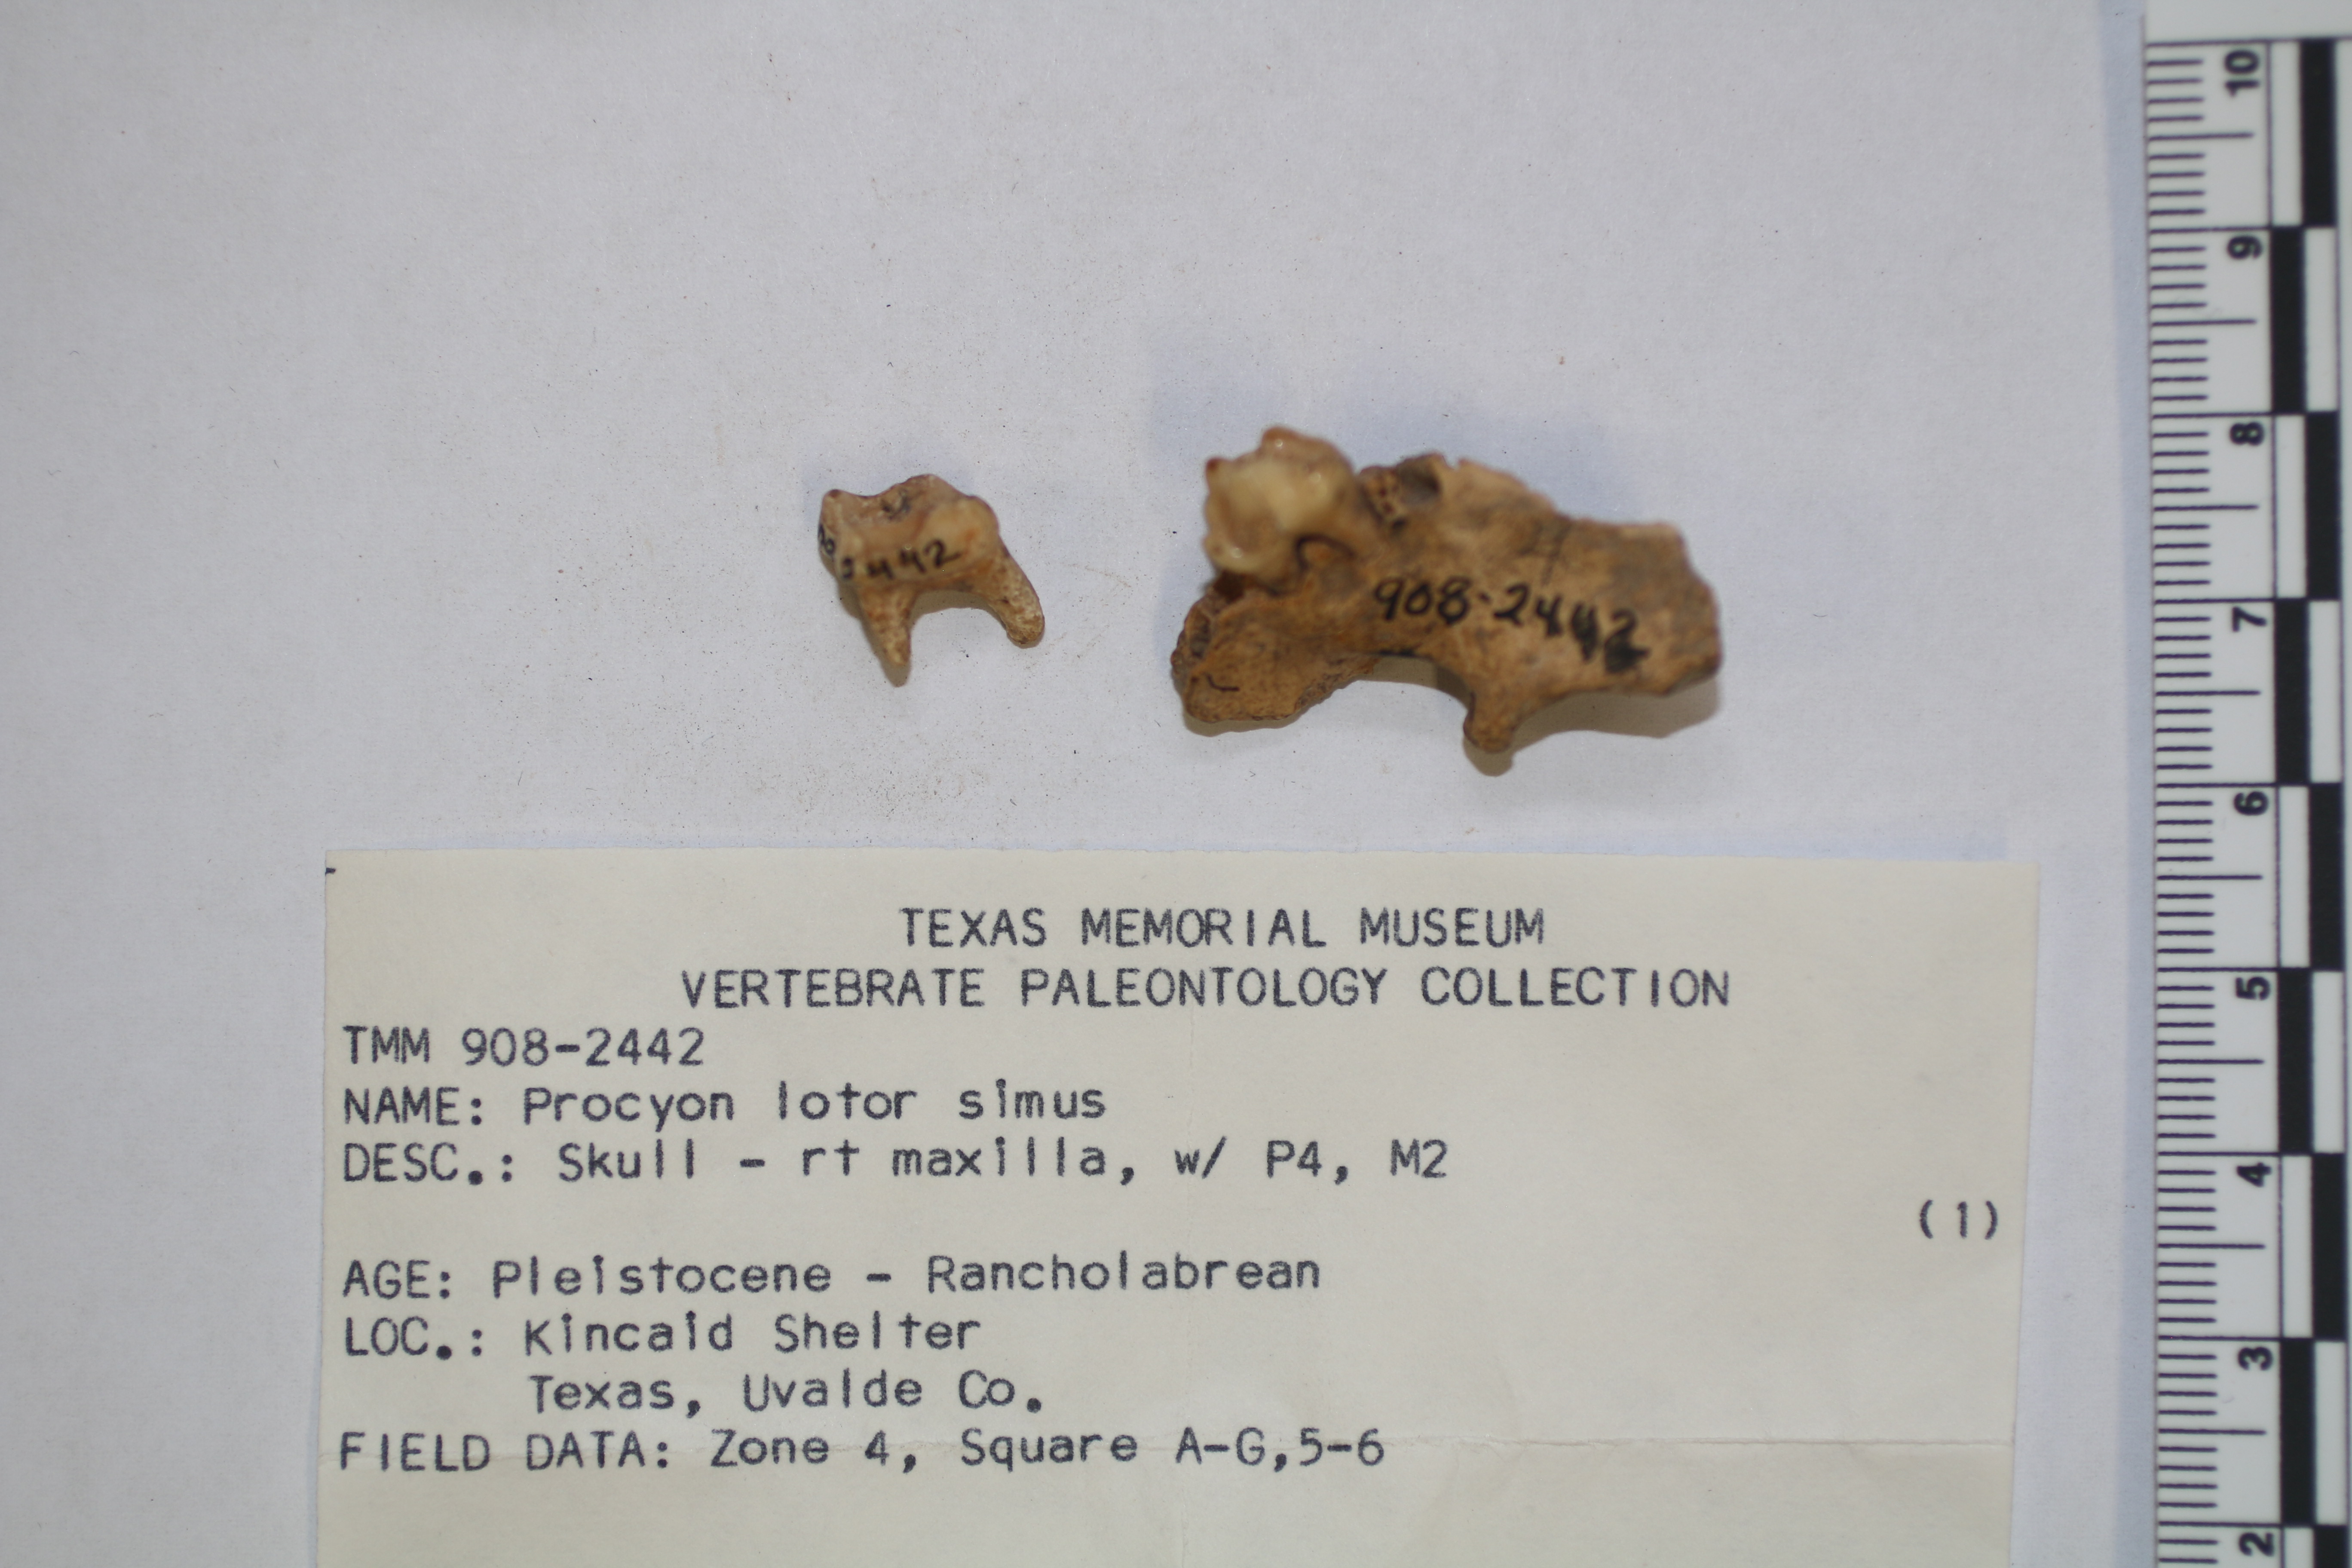 2442
908-2442
TEXAS MEMORIAL MUSEUM
VERTEBRATE PALEONTOLOGY COLLECTION
TMM 908-2442
NAME: Procyon lotor simus
DESC.: Skull - rt maxilla, w/ P4, M2
(1)
AGE: Pleistocene - Rancholabrean
LOC.: Kincaid Shelter
Texas, Uvalde Co.
FIELD DATA: Zone 4, Square A-G,5-6
10
9
8
7
6
5
4
3
2